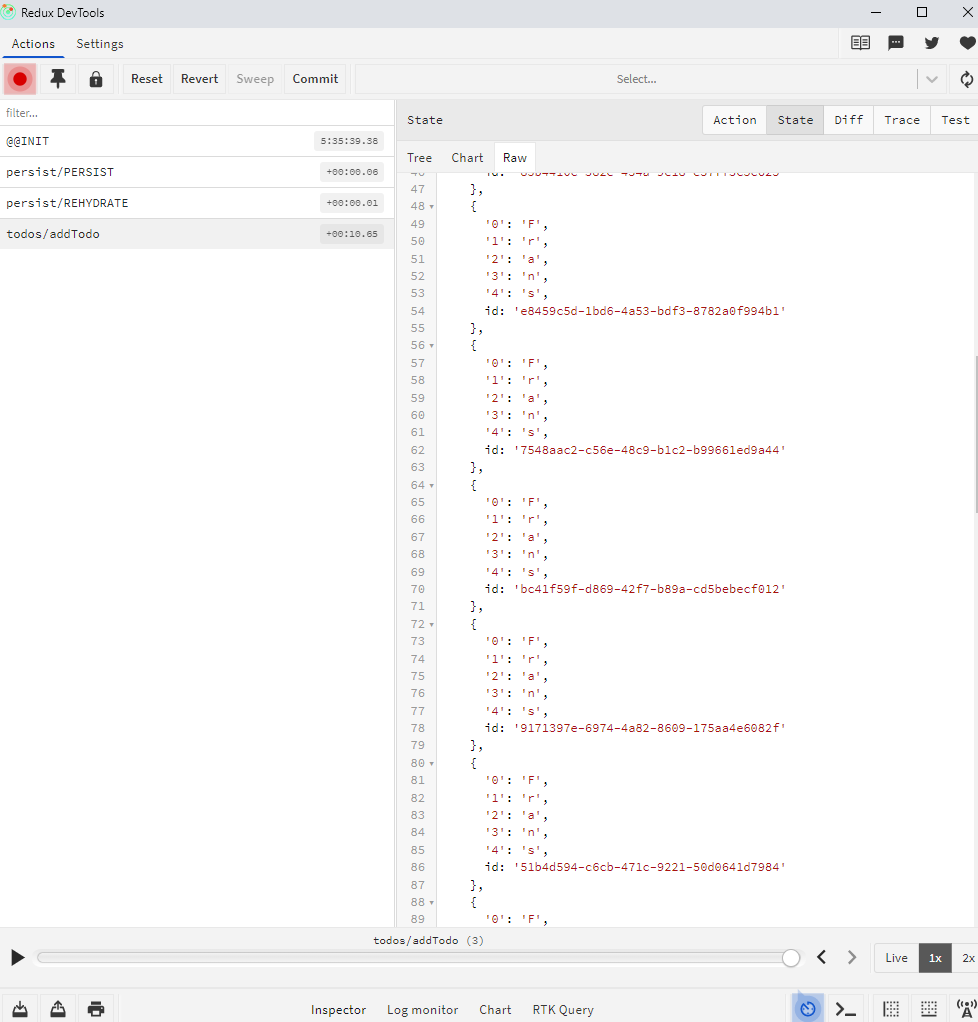 Redux DevTools
Actions Settings
Reset Revert Sweep Commit Select...
filter...
@@INIT 5:35:39.38
persist/PERSIST +00:00.06
persist/REHYDRATE +00:00.01
todos/addTodo +00:10.65
State Action State Diff Trace Test
Tree Chart Raw
47 },
48 {
49 '0': 'F',
50 '1': 'r',
51 '2': 'a',
52 '3': 'n',
53 '4': 's',
54 id: 'e8459c5d-1bd6-4a53-bdf3-8782a0f994b1'
55 },
56 {
57 '0': 'F',
58 '1': 'r',
59 '2': 'a',
60 '3': 'n',
61 '4': 's',
62 id: '7548aac2-c56e-48c9-b1c2-b99661ed9a44'
63 },
64 {
65 '0': 'F',
66 '1': 'r',
67 '2': 'a',
68 '3': 'n',
69 '4': 's',
70 id: 'bc41f59f-d869-42f7-b89a-cd5bebecf012'
71 },
72 {
73 '0': 'F',
74 '1': 'r',
75 '2': 'a',
76 '3': 'n',
77 '4': 's',
78 id: '9171397e-6974-4a82-8609-175aa4e6082f'
79 },
80 {
81 '0': 'F',
82 '1': 'r',
83 '2': 'a',
84 '3': 'n',
85 '4': 's',
86 id: '51b4d594-c6cb-471c-9221-50d0641d7984'
87 },
88 {
89 '0': 'F',
todos/addTodo (3)
Live 1x 2x
Inspector Log monitor Chart RTK Query